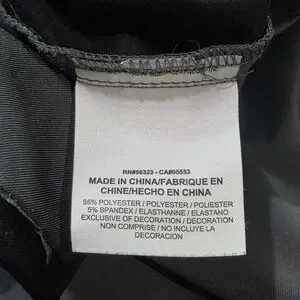 RN#56323 - CA#05553
MADE IN CHINA/FABRIQUE EN
CHINE/HECHO EN CHINA
95% POLYESTER / POLYESTER / POLIESTER
5% SPANDEX / ELASTHANNE / ELASTANO
EXCLUSIVE OF DECORATION / DECORATION
NON COMPRISE / NO INCLUYE LA
DECORACION